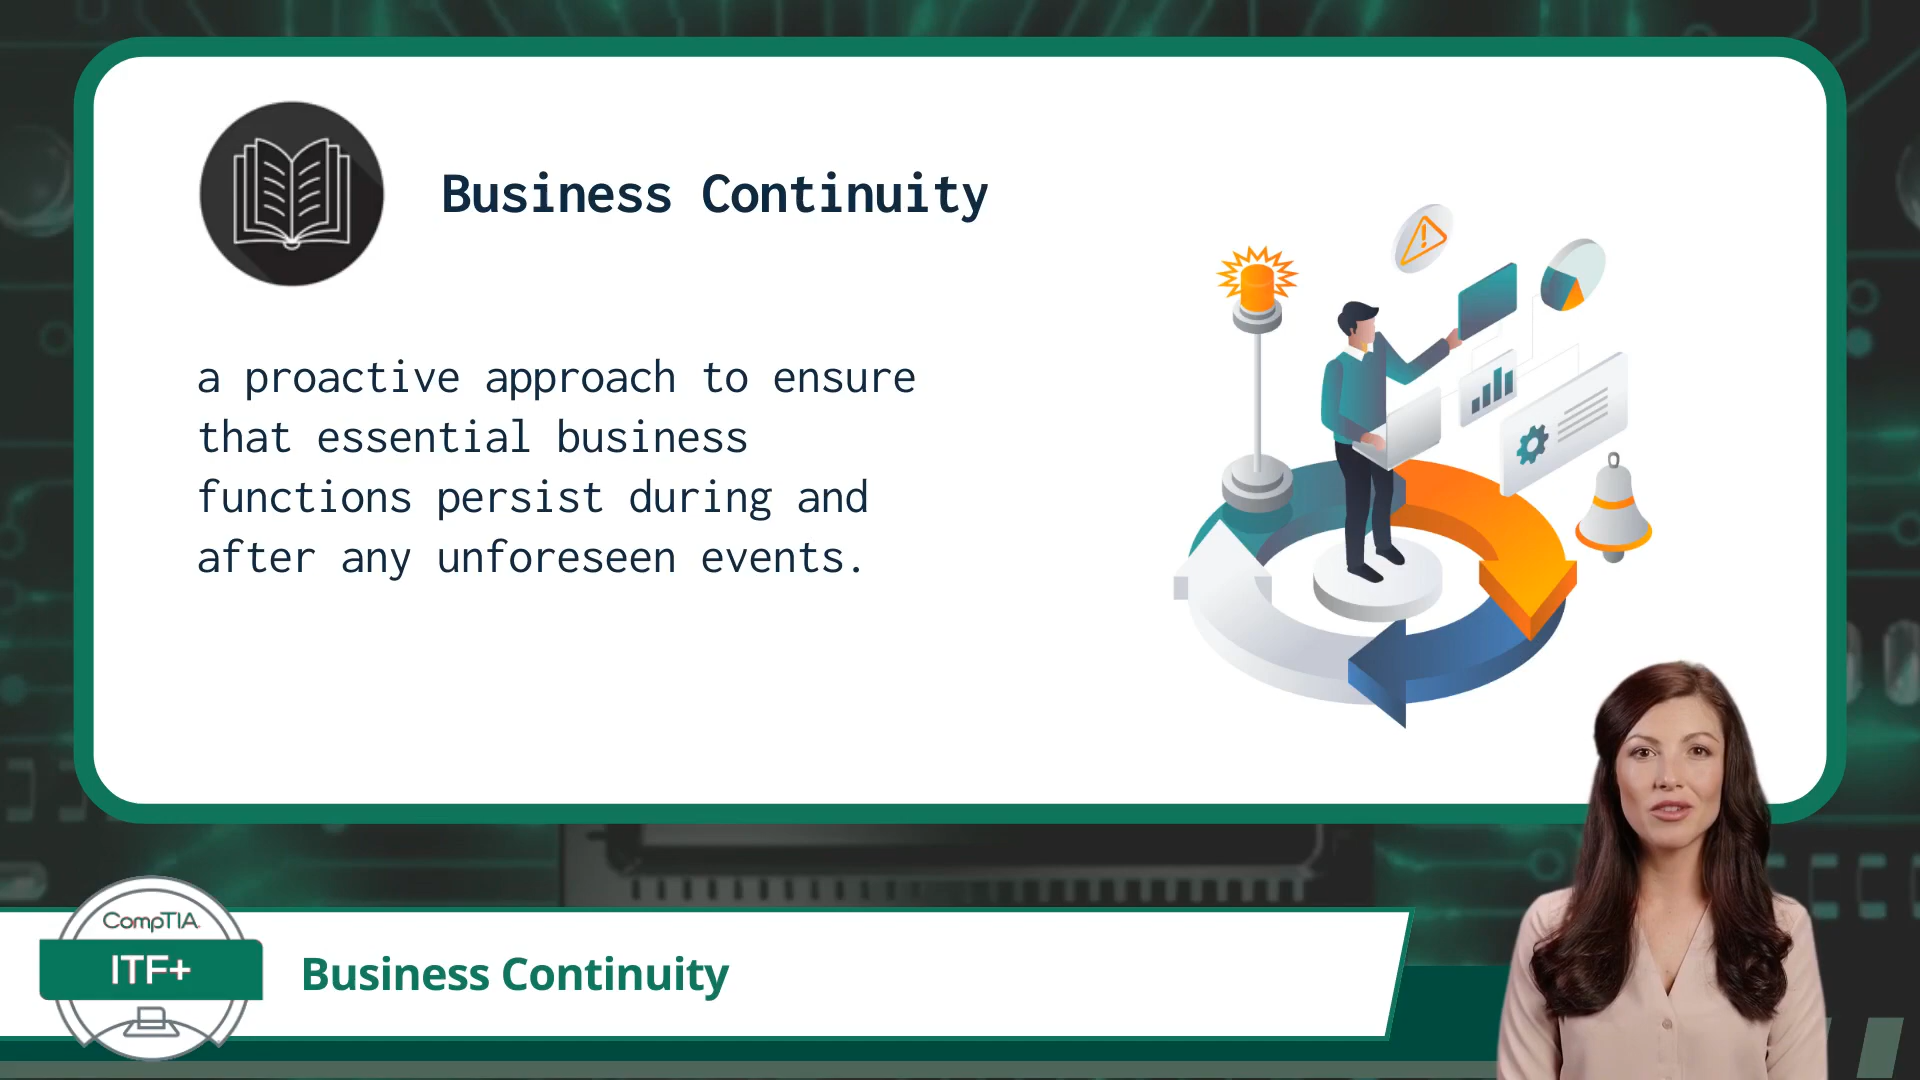 Business Continuity
a proactive approach to ensure
that essential business
functions persist during and
after any unforeseen events.
CompTIA
ITF+
Business Continuity